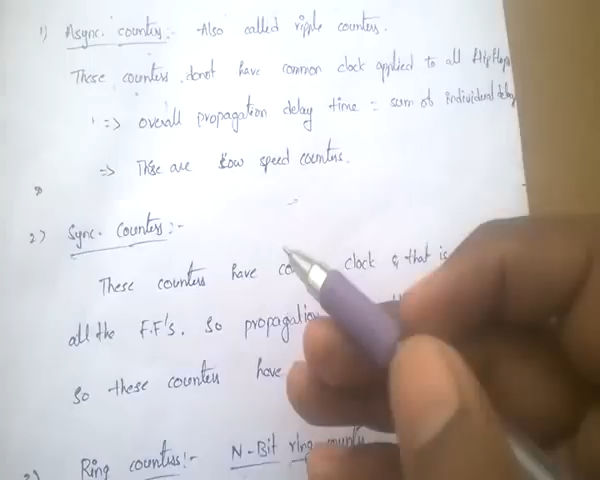 1) Async. counters:- Also called ripple counters.
These counters donot have common clock applied to all flipflops
=> overall propagation delay time = sum of individual delay
=> These are slow speed counters.
2) Sync. Counters:-
These counters have clock & that is
all the F.F's. So propagation
So these counters have
Ring counters:- N-Bit ring